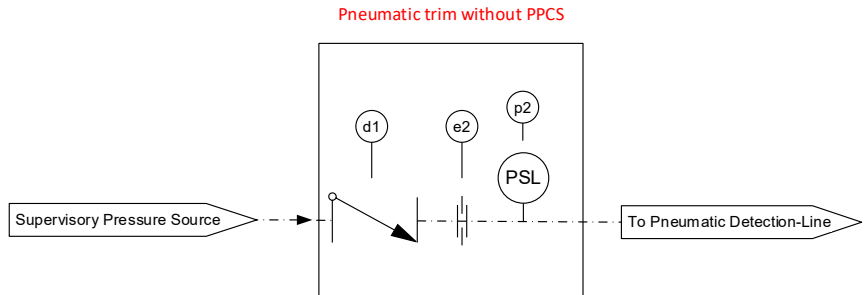 Pneumatic trim without PPCS
d1
e2
p2
PSL
Supervisory Pressure Source
To Pneumatic Detection-Line